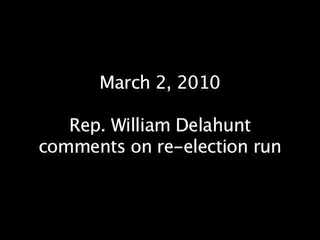 March 2, 2010
Rep. William Delahunt
comments on re-election run